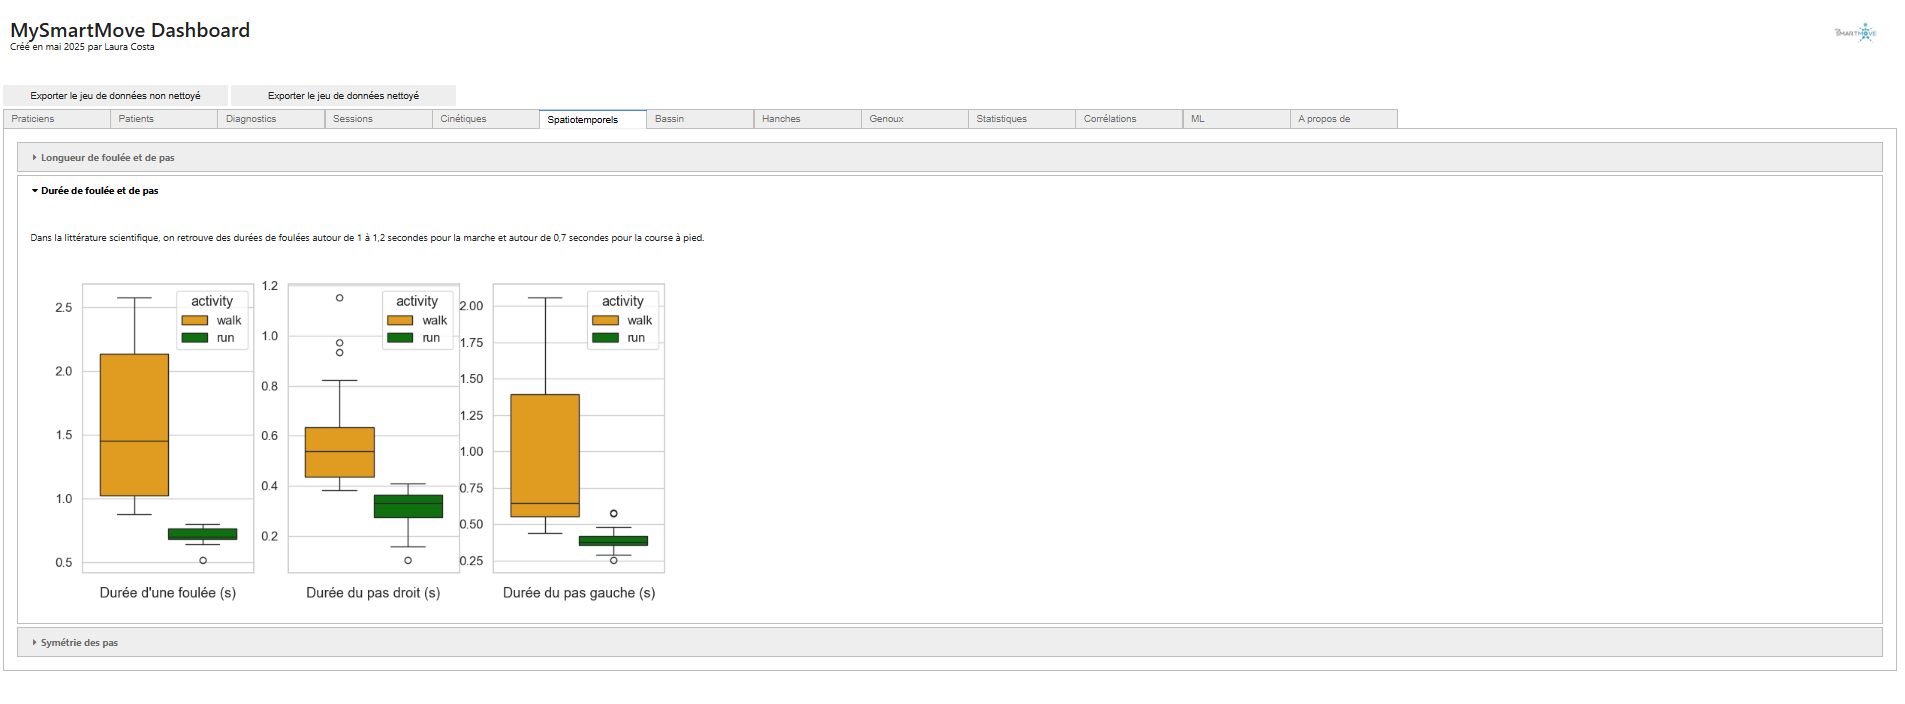 MySmartMove Dashboard
Créé en mai 2025 par Laura Costa
SMARTMOVE
Exporter le jeu de données non nettoyé
Exporter le jeu de données nettoyé
Praticiens
Patients
Diagnostics
Sessions
Cinétiques
Spatiotemporels
Bassin
Hanches
Genoux
Statistiques
Corrélations
ML
A propos de
Longueur de foulée et de pas
Durée de foulée et de pas
Dans la littérature scientifique, on retrouve des durées de foulées autour de 1 à 1,2 secondes pour la marche et autour de 0,7 secondes pour la course à pied.
2.5
2.0
1.5
1.0
0.5
activity
walk
run
Durée d'une foulée (s)
1.2
1.0
0.8
0.6
0.4
0.2
activity
walk
run
Durée du pas droit (s)
2.00
1.75
1.50
1.25
1.00
0.75
0.50
0.25
activity
walk
run
Durée du pas gauche (s)
Symétrie des pas